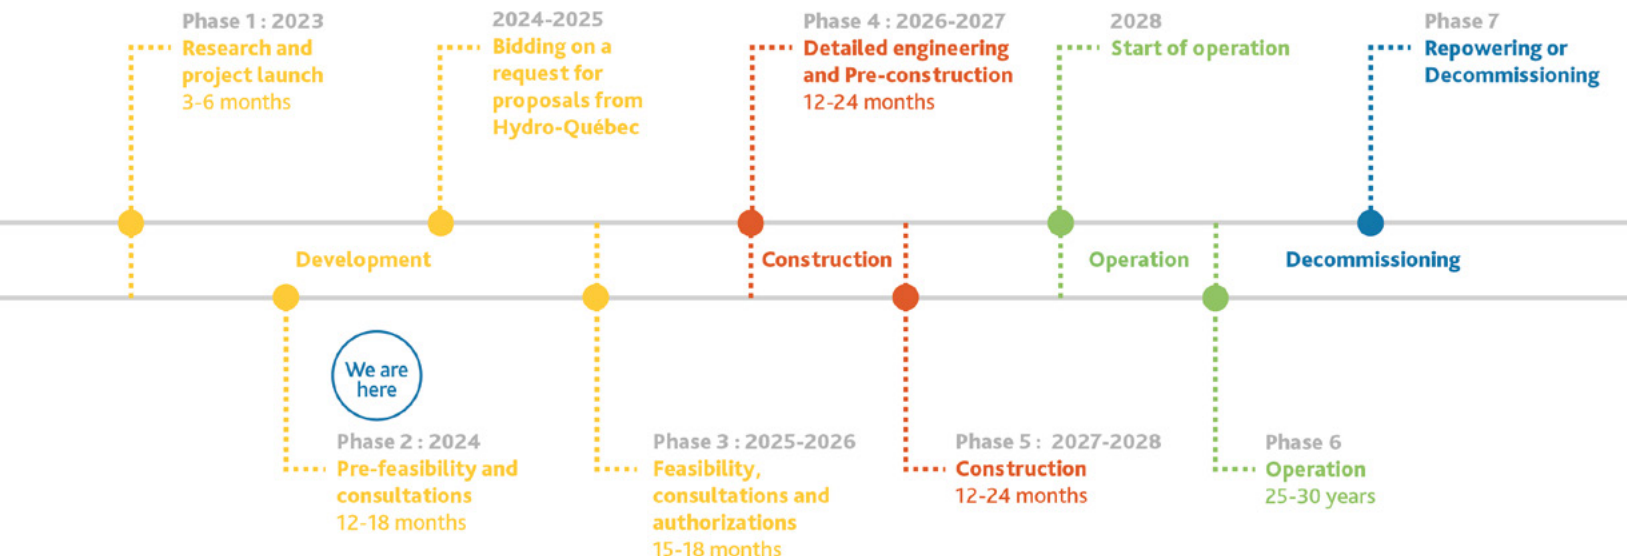 Phase 1 : 2023
Research and
project launch
3-6 months
2024-2025
Bidding on a
request for
proposals from
Hydro-Québec
Phase 4 : 2026-2027
Detailed engineering
and Pre-construction
12-24 months
2028
Start of operation
Phase 7
Repowering or
Decommissioning
Development
Construction
Operation
Decommissioning
We are
here
Phase 2 : 2024
Pre-feasibility and
consultations
12-18 months
Phase 3 : 2025-2026
Feasibility,
consultations and
authorizations
15-18 months
Phase 5 : 2027-2028
Construction
12-24 months
Phase 6
Operation
25-30 years